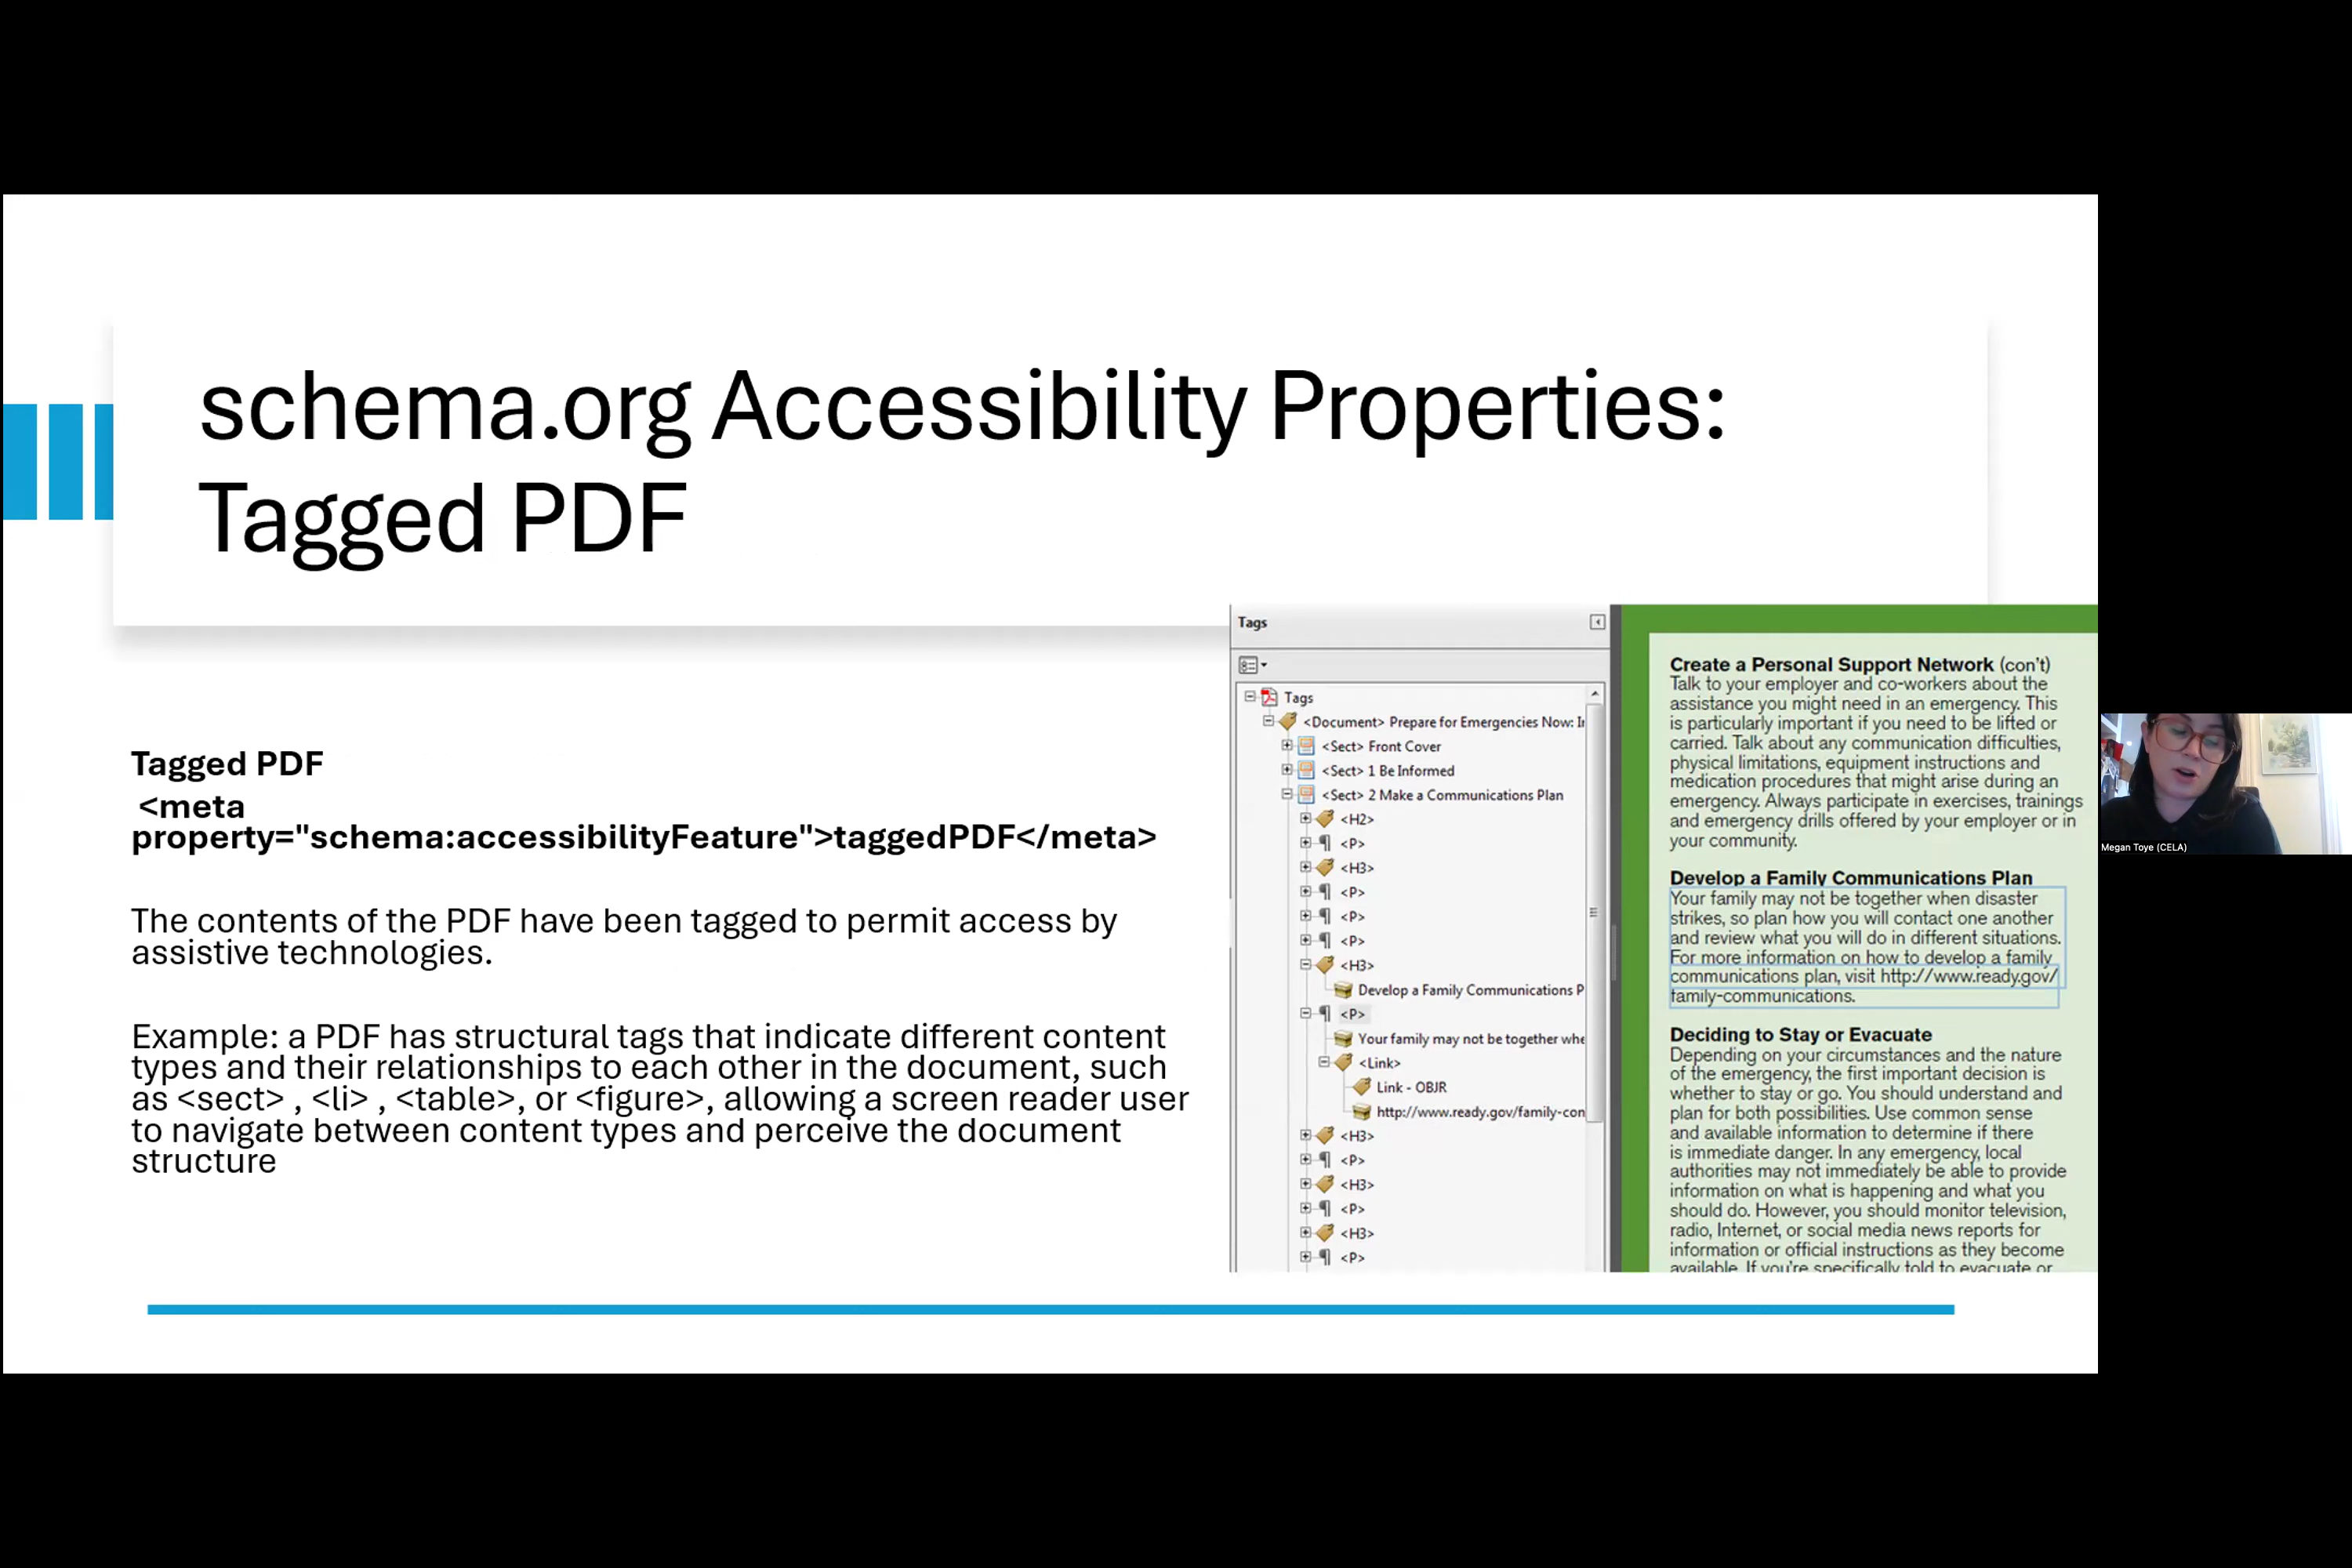 schema.org Accessibility Properties:
Tagged PDF
Tagged PDF
<meta
property="schema:accessibilityFeature">taggedPDF</meta>
The contents of the PDF have been tagged to permit access by
assistive technologies.
Example: a PDF has structural tags that indicate different content
types and their relationships to each other in the document, such
as <sect> , <li> , <table>, or <figure>, allowing a screen reader user
to navigate between content types and perceive the document
structure
Tags
Tags
<Document> Prepare for Emergencies Now: Ir
<Sect> Front Cover
<Sect> 1 Be Informed
<Sect> 2 Make a Communications Plan
<H2>
<P>
<H3>
<P>
<P>
<P>
<H3>
Develop a Family Communications P
<P>
Your family may not be together whe
<Link>
Link - OBJR
http://www.ready.gov/family-con
<H3>
<P>
<H3>
<P>
<H3>
<P>
Create a Personal Support Network (con't)
Talk to your employer and co-workers about the
assistance you might need in an emergency. This
is particularly important if you need to be lifted or
carried. Talk about any communication difficulties,
physical limitations, equipment instructions and
medication procedures that might arise during an
emergency. Always participate in exercises, trainings
and emergency drills offered by your employer or in
your community.
Develop a Family Communications Plan
Your family may not be together when disaster
strikes, so plan how you will contact one another
and review what you will do in different situations.
For more information on how to develop a family
communications plan, visit http://www.ready.gov/
family-communications.
Deciding to Stay or Evacuate
Depending on your circumstances and the nature
of the emergency, the first important decision is
whether to stay or go. You should understand and
plan for both possibilities. Use common sense
and available information to determine if there
is immediate danger. In any emergency, local
authorities may not immediately be able to provide
information on what is happening and what you
should do. However, you should monitor television,
radio, Internet, or social media news reports for
information or official instructions as they become
available. If you're specifically told to evacuate or
Megan Toye (CELA)